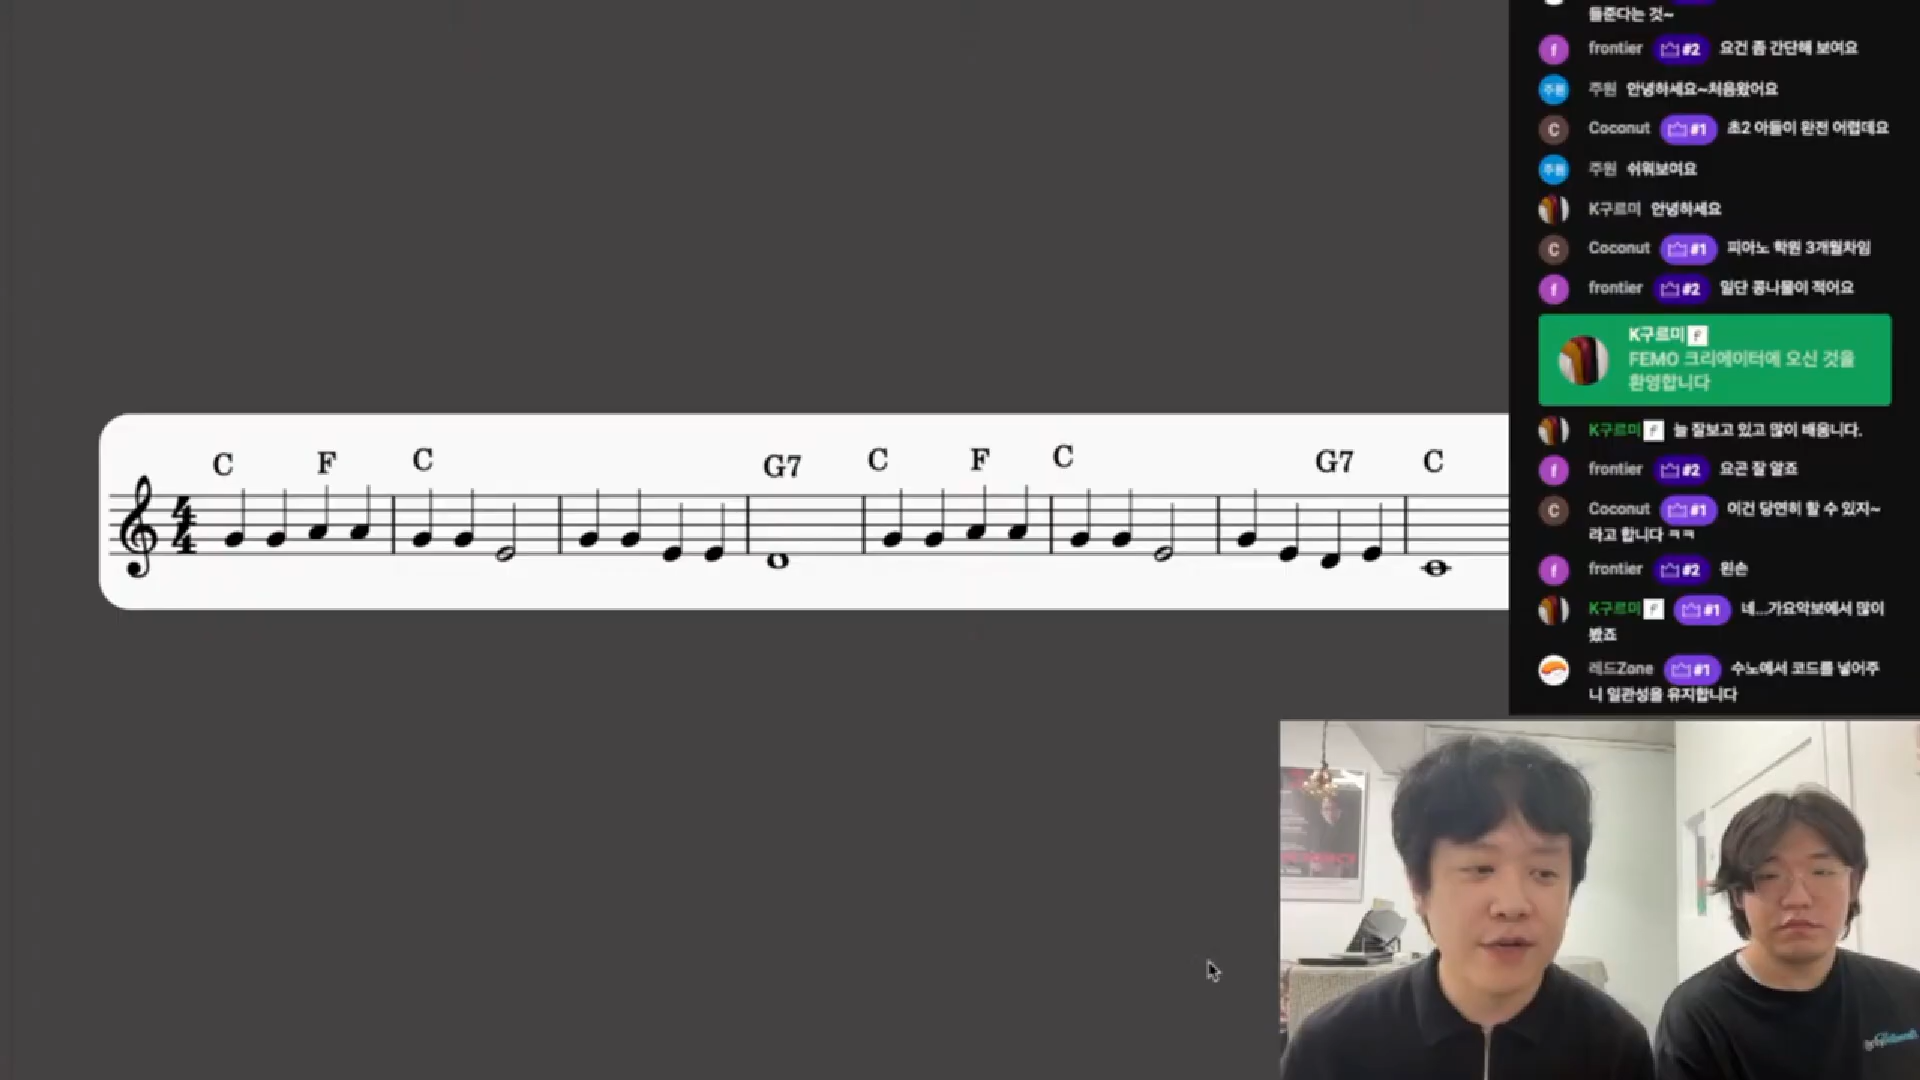 C F C G7 C F C G7 C
4
4
들준다는 것~
f frontier #2 요건 좀 간단해 보여요
주원 주원 안녕하세요~처음왔어요
C Coconut #1 초2 아들이 완전 어렵데요
주원 주원 쉬워보여요
K구르미 안녕하세요
C Coconut #1 피아노 학원 3개월차임
f frontier #2 일단 콩나물이 적어요
K구르미 F
FEMO 크리에이터에 오신 것을
환영합니다
K구르미 F 늘 잘보고 있고 많이 배움니다.
f frontier #2 요곤 잘 알죠
C Coconut #1 이건 당연히 할 수 있지~
라고 합니다 ㅋㅋ
f frontier #2 왼손
K구르미 F #1 네...가요악보에서 많이
봤죠
레드Zone #1 수노에서 코드를 넣어주
니 일관성을 유지합니다